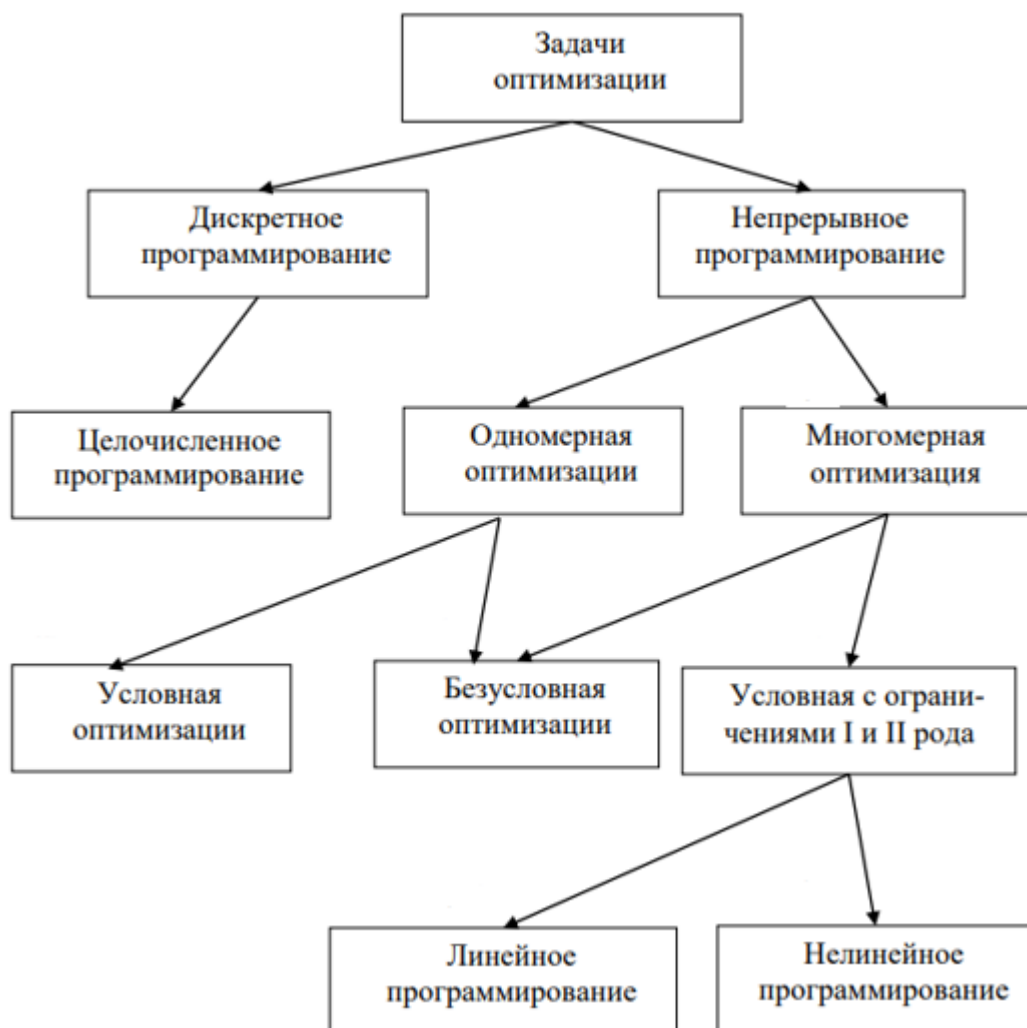 Задачи
оптимизации
Дискретное
программирование
Непрерывное
программирование
Целочисленное
программирование
Одномерная
оптимизации
Многомерная
оптимизация
Условная
оптимизации
Безусловная
оптимизации
Условная с ограни-
чениями I и II рода
Линейное
программирование
Нелинейное
программирование